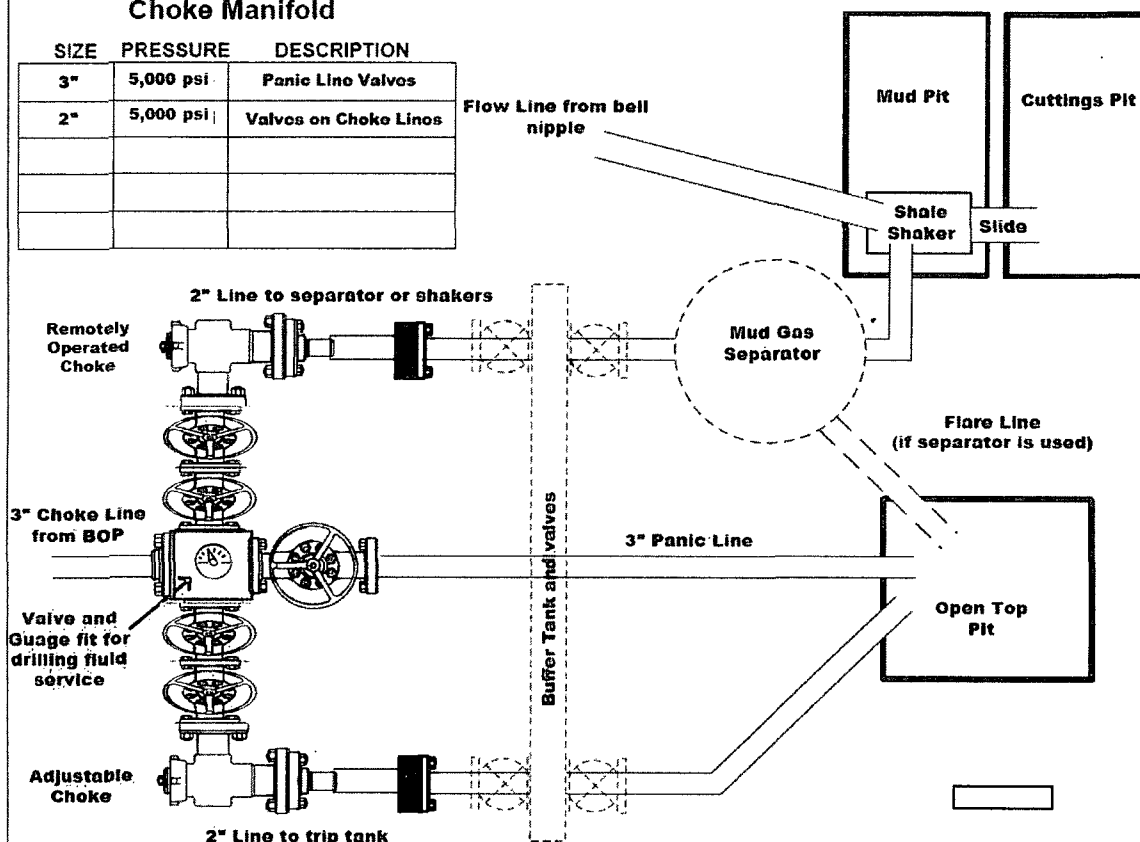 Choke Manifold
SIZE PRESSURE DESCRIPTION
3" 5,000 psi Panic Line Valves
2" 5,000 psi Valves on Choke Lines
Flow Line from bell
nipple
Mud Pit
Cuttings Pit
Shale
Shaker
Slide
2" Line to separator or shakers
Remotely
Operated
Choke
Mud Gas
Separator
Flare Line
(if separator is used)
3" Choke Line
from BOP
3" Panic Line
Buffer Tank and valves
Open Top
Pit
Valve and
Guage fit for
drilling fluid
service
Adjustable
Choke
2" Line to trip tank